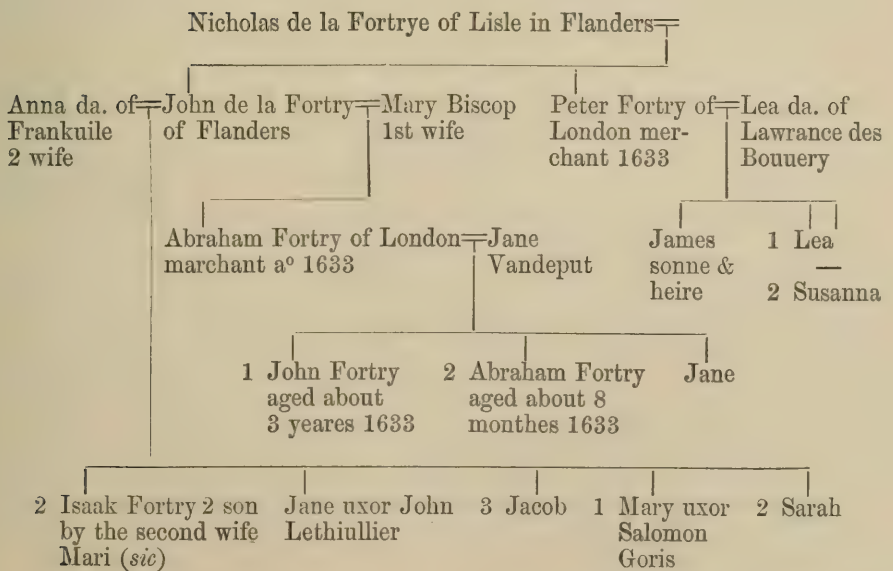 Nicholas de la Fortrye of Lisle in Flanders
Anna da. of
Frankuile
2 wife
John de la Fortry
of Flanders
Mary Biscop
1st wife
Peter Fortry of
London mer-
chant 1633
Lea da. of
Lawrance des
Bouuery
Abraham Fortry of London
marchant aº 1633
Jane
Vandeput
James
sonne &
heire
1 Lea
—
2 Susanna
1 John Fortry
aged about
3 yeares 1633
2 Abraham Fortry
aged about 8
monthes 1633
Jane
2 Isaak Fortry 2 son
by the second wife
Mari (sic)
Jane uxor John
Lethiullier
3 Jacob
1 Mary uxor
Salomon
Goris
2 Sarah